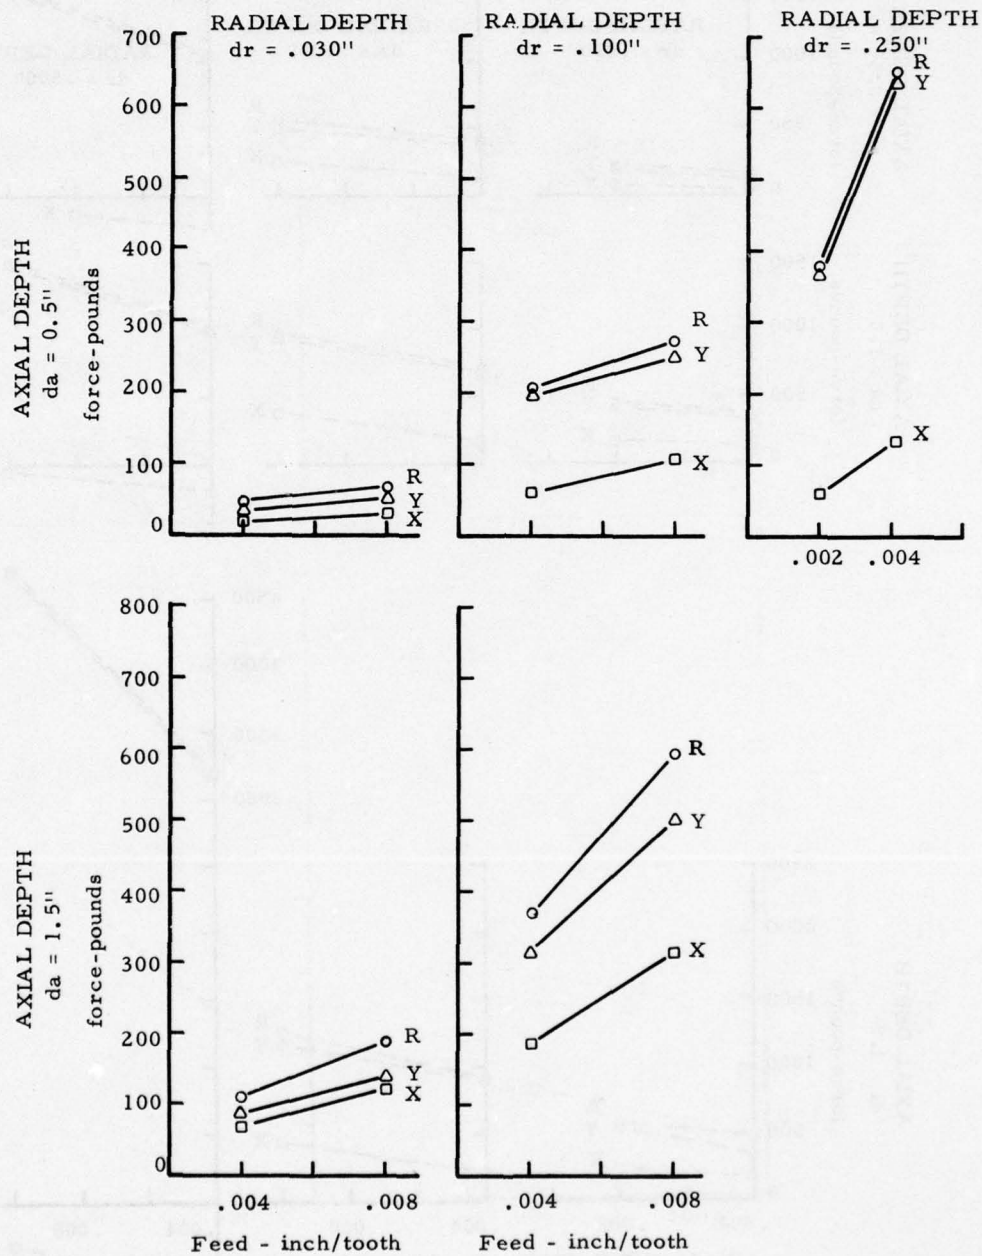 RADIAL DEPTH
dr = .030"
RADIAL DEPTH
dr = .100"
RADIAL DEPTH
dr = .250"
AXIAL DEPTH
da = 0.5"
force-pounds
700
600
500
400
300
200
100
0
R
Y
X
R
Y
X
R
Y
X
.002 .004
AXIAL DEPTH
da = 1.5"
force-pounds
800
700
600
500
400
300
200
100
0
R
Y
X
R
Y
X
.004 .008
.004 .008
Feed - inch/tooth
Feed - inch/tooth